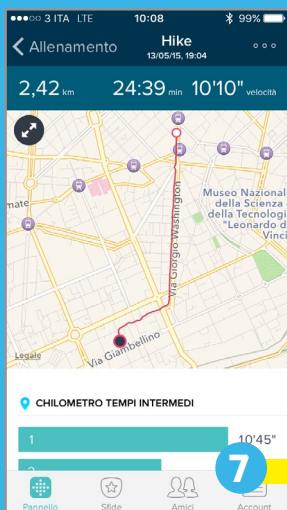 3 ITA LTE 10:08 99%
Allenamento Hike
13/05/15, 19:04
2,42 km 24:39 min 10'10" velocità
Museo Nazional
della Scienza
della Tecnologi
"Leonardo d
Vinci
mate
Via Giorgio Washington
Via Giambellino
Legale
CHILOMETRO TEMPI INTERMEDI
1 10'45"
2
7
Pannello Sfide Amici Account